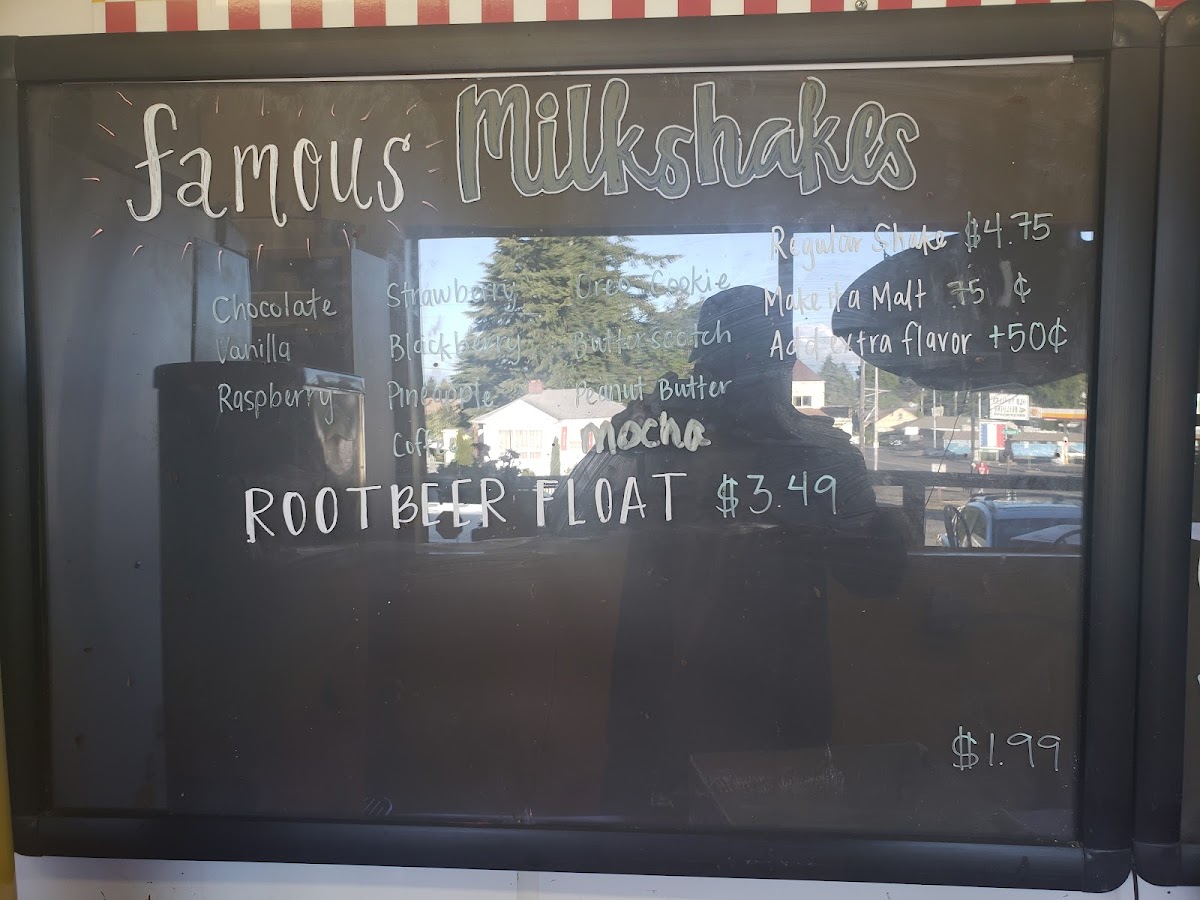 famous Milkshakes
Regular Shake $4.75
Make it a Malt 75 ¢
Add extra flavor +50¢
Chocolate Strawberry Oreo Cookie
Vanilla Blackberry Butterscotch
Raspberry Pineapple Peanut Butter
mocha
ROOTBEER FLOAT $3.49
$1.99